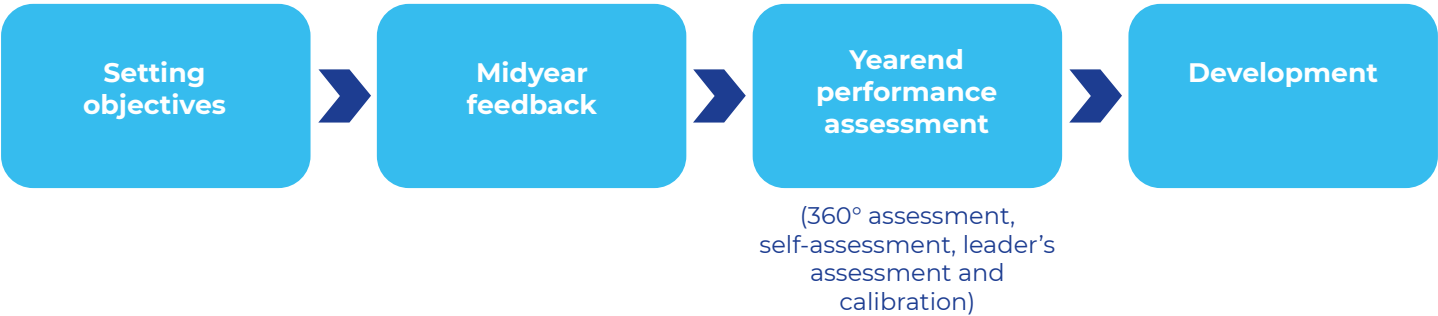 Setting
objectives
Midyear
feedback
Yearend
performance
assessment
(360° assessment,
self-assessment, leader’s
assessment and
calibration)
Development